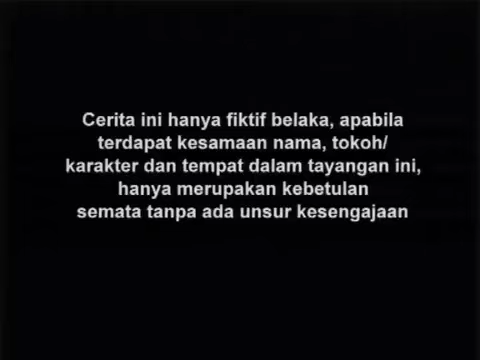 Cerita ini hanya fiktif belaka, apabila
terdapat kesamaan nama, tokoh/
karakter dan tempat dalam tayangan ini,
hanya merupakan kebetulan
semata tanpa ada unsur kesengajaan